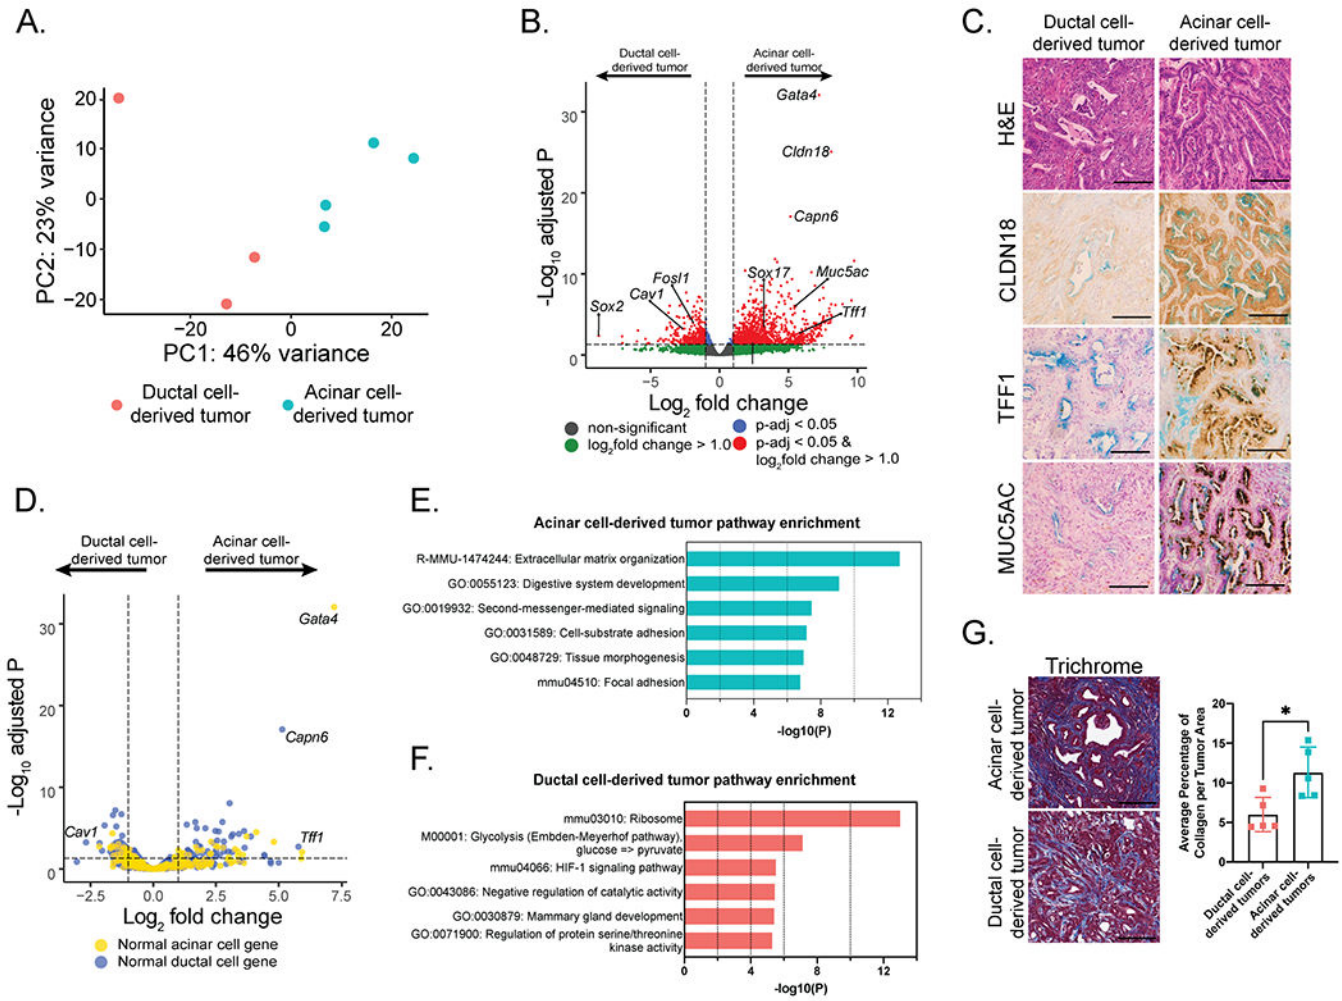 A.
PC2: 23% variance
20
10
0
−10
−20
−20
0
20
PC1: 46% variance
Ductal cell-
derived tumor
Acinar cell-
derived tumor
B.
Ductal cell-
derived tumor
Acinar cell-
derived tumor
-Log10 adjusted P
30
20
10
0
Gata4
Cldn18
Capn6
Fosl1
Cav1
Sox2
Sox17
Muc5ac
Tff1
−5
0
5
10
Log2 fold change
non-significant
log2fold change > 1.0
p-adj < 0.05
p-adj < 0.05 &
log2fold change > 1.0
C.
Ductal cell-
derived tumor
Acinar cell-
derived tumor
H&E
CLDN18
TFF1
MUC5AC
D.
Ductal cell-
derived tumor
Acinar cell-
derived tumor
-Log10 adjusted P
30
20
10
0
Gata4
Capn6
Cav1
Tff1
−2.5
0.0
2.5
5.0
7.5
Log2 fold change
Normal acinar cell gene
Normal ductal cell gene
E.
Acinar cell-derived tumor pathway enrichment
R-MMU-1474244: Extracellular matrix organization
GO:0055123: Digestive system development
GO:0019932: Second-messenger-mediated signaling
GO:0031589: Cell-substrate adhesion
GO:0048729: Tissue morphogenesis
mmu04510: Focal adhesion
0
4
8
12
-log10(P)
F.
Ductal cell-derived tumor pathway enrichment
mmu03010: Ribosome
M00001: Glycolysis (Embden-Meyerhof pathway),
glucose => pyruvate
mmu04066: HIF-1 signaling pathway
GO:0043086: Negative regulation of catalytic activity
GO:0030879: Mammary gland development
GO:0071900: Regulation of protein serine/threonine
kinase activity
0
4
8
12
-log10(P)
G.
Trichrome
Acinar cell-
derived tumor
Ductal cell-
derived tumor
Average Percentage of
Collagen per Tumor Area
20
15
10
5
0
*
Ductal cell-
derived tumors
Acinar cell-
derived tumors